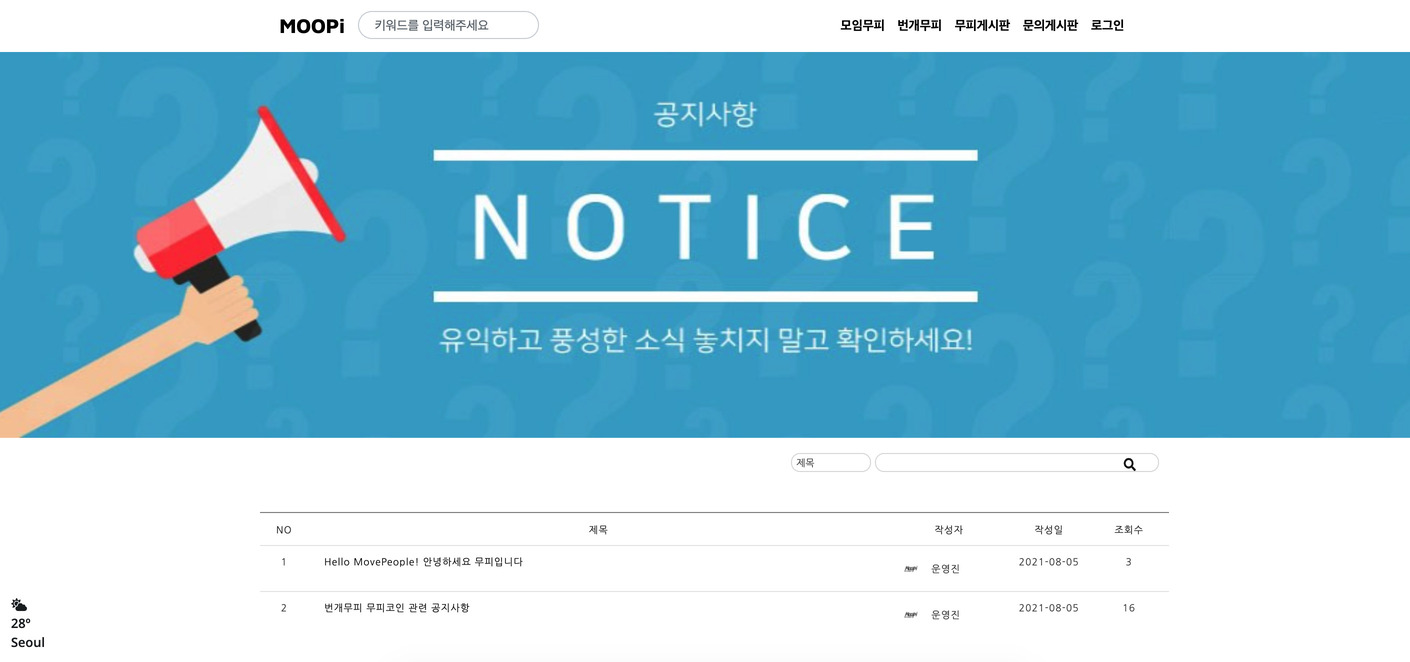 MOOPi 키워드를 입력해주세요 모임무피 번개무피 무피게시판 문의게시판 로그인
공지사항
NOTICE
유익하고 풍성한 소식 놓치지 말고 확인하세요!
제목
NO 제목 작성자 작성일 조회수
1 Hello MovePeople! 안녕하세요 무피입니다 운영진 2021-08-05 3
2 번개무피 무피코인 관련 공지사항 운영진 2021-08-05 16
28°
Seoul